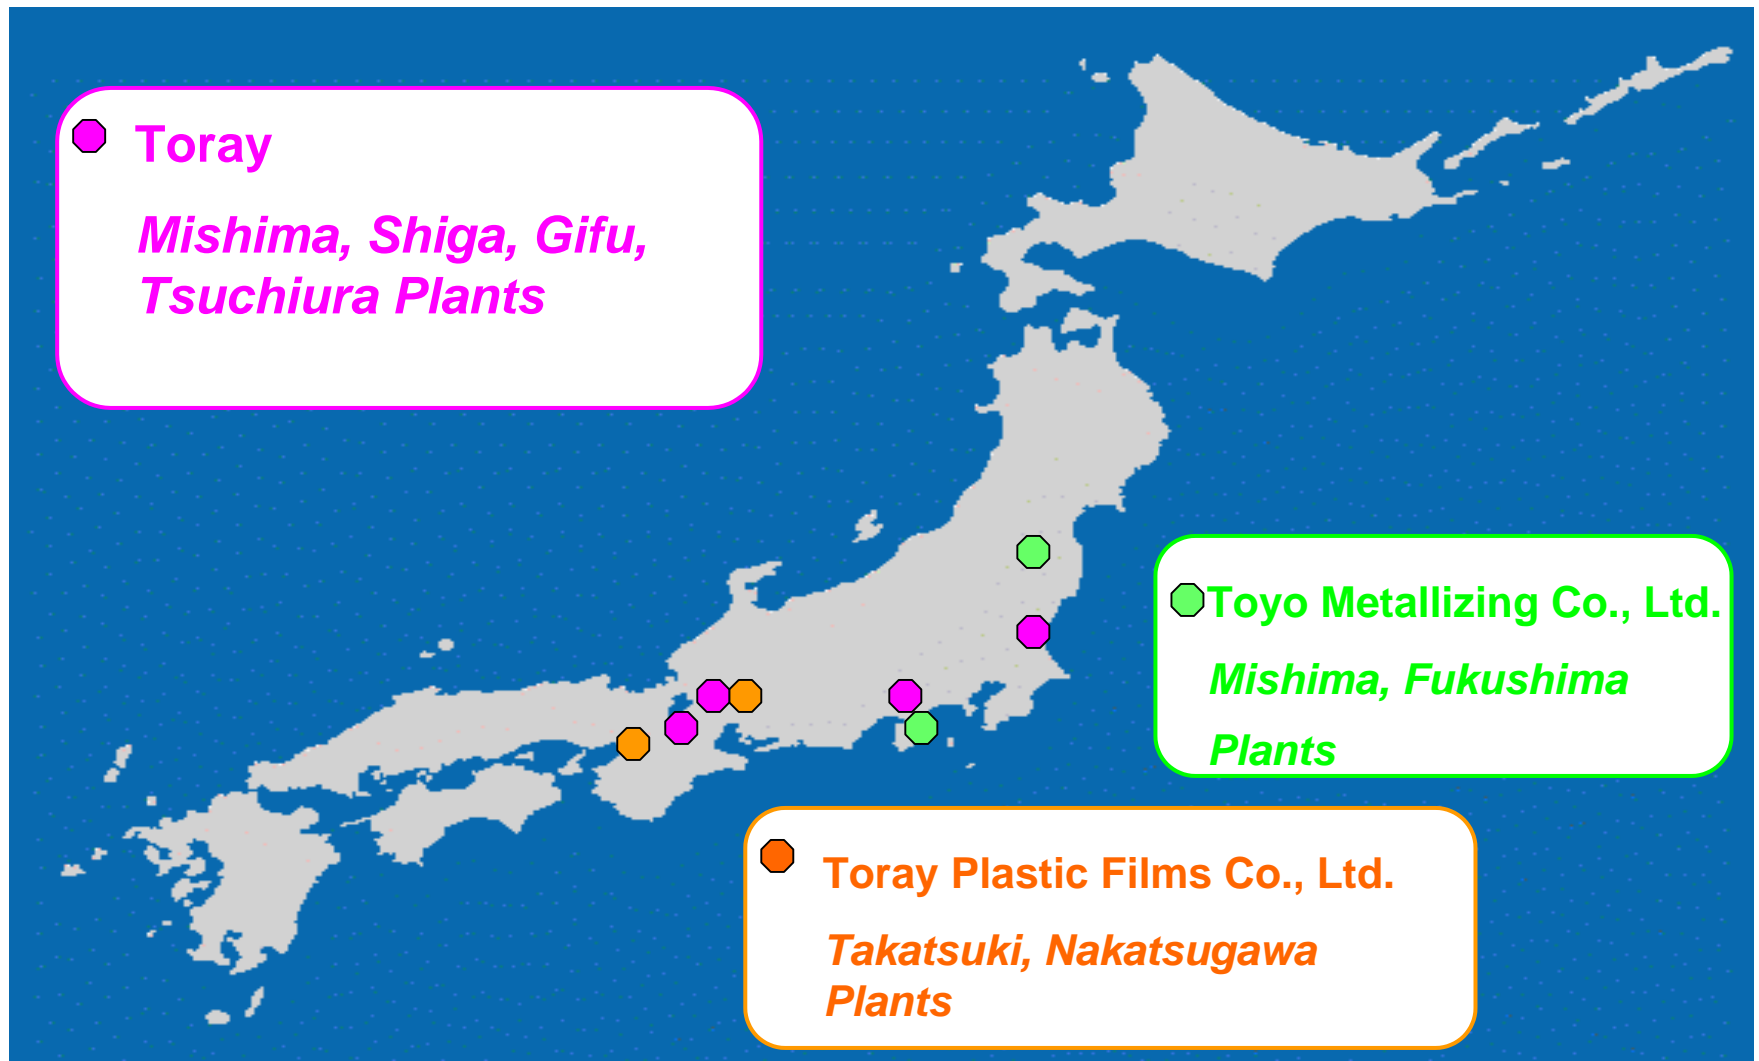 Toray
Mishima, Shiga, Gifu,
Tsuchiura Plants
Toyo Metallizing Co., Ltd.
Mishima, Fukushima
Plants
Toray Plastic Films Co., Ltd.
Takatsuki, Nakatsugawa
Plants